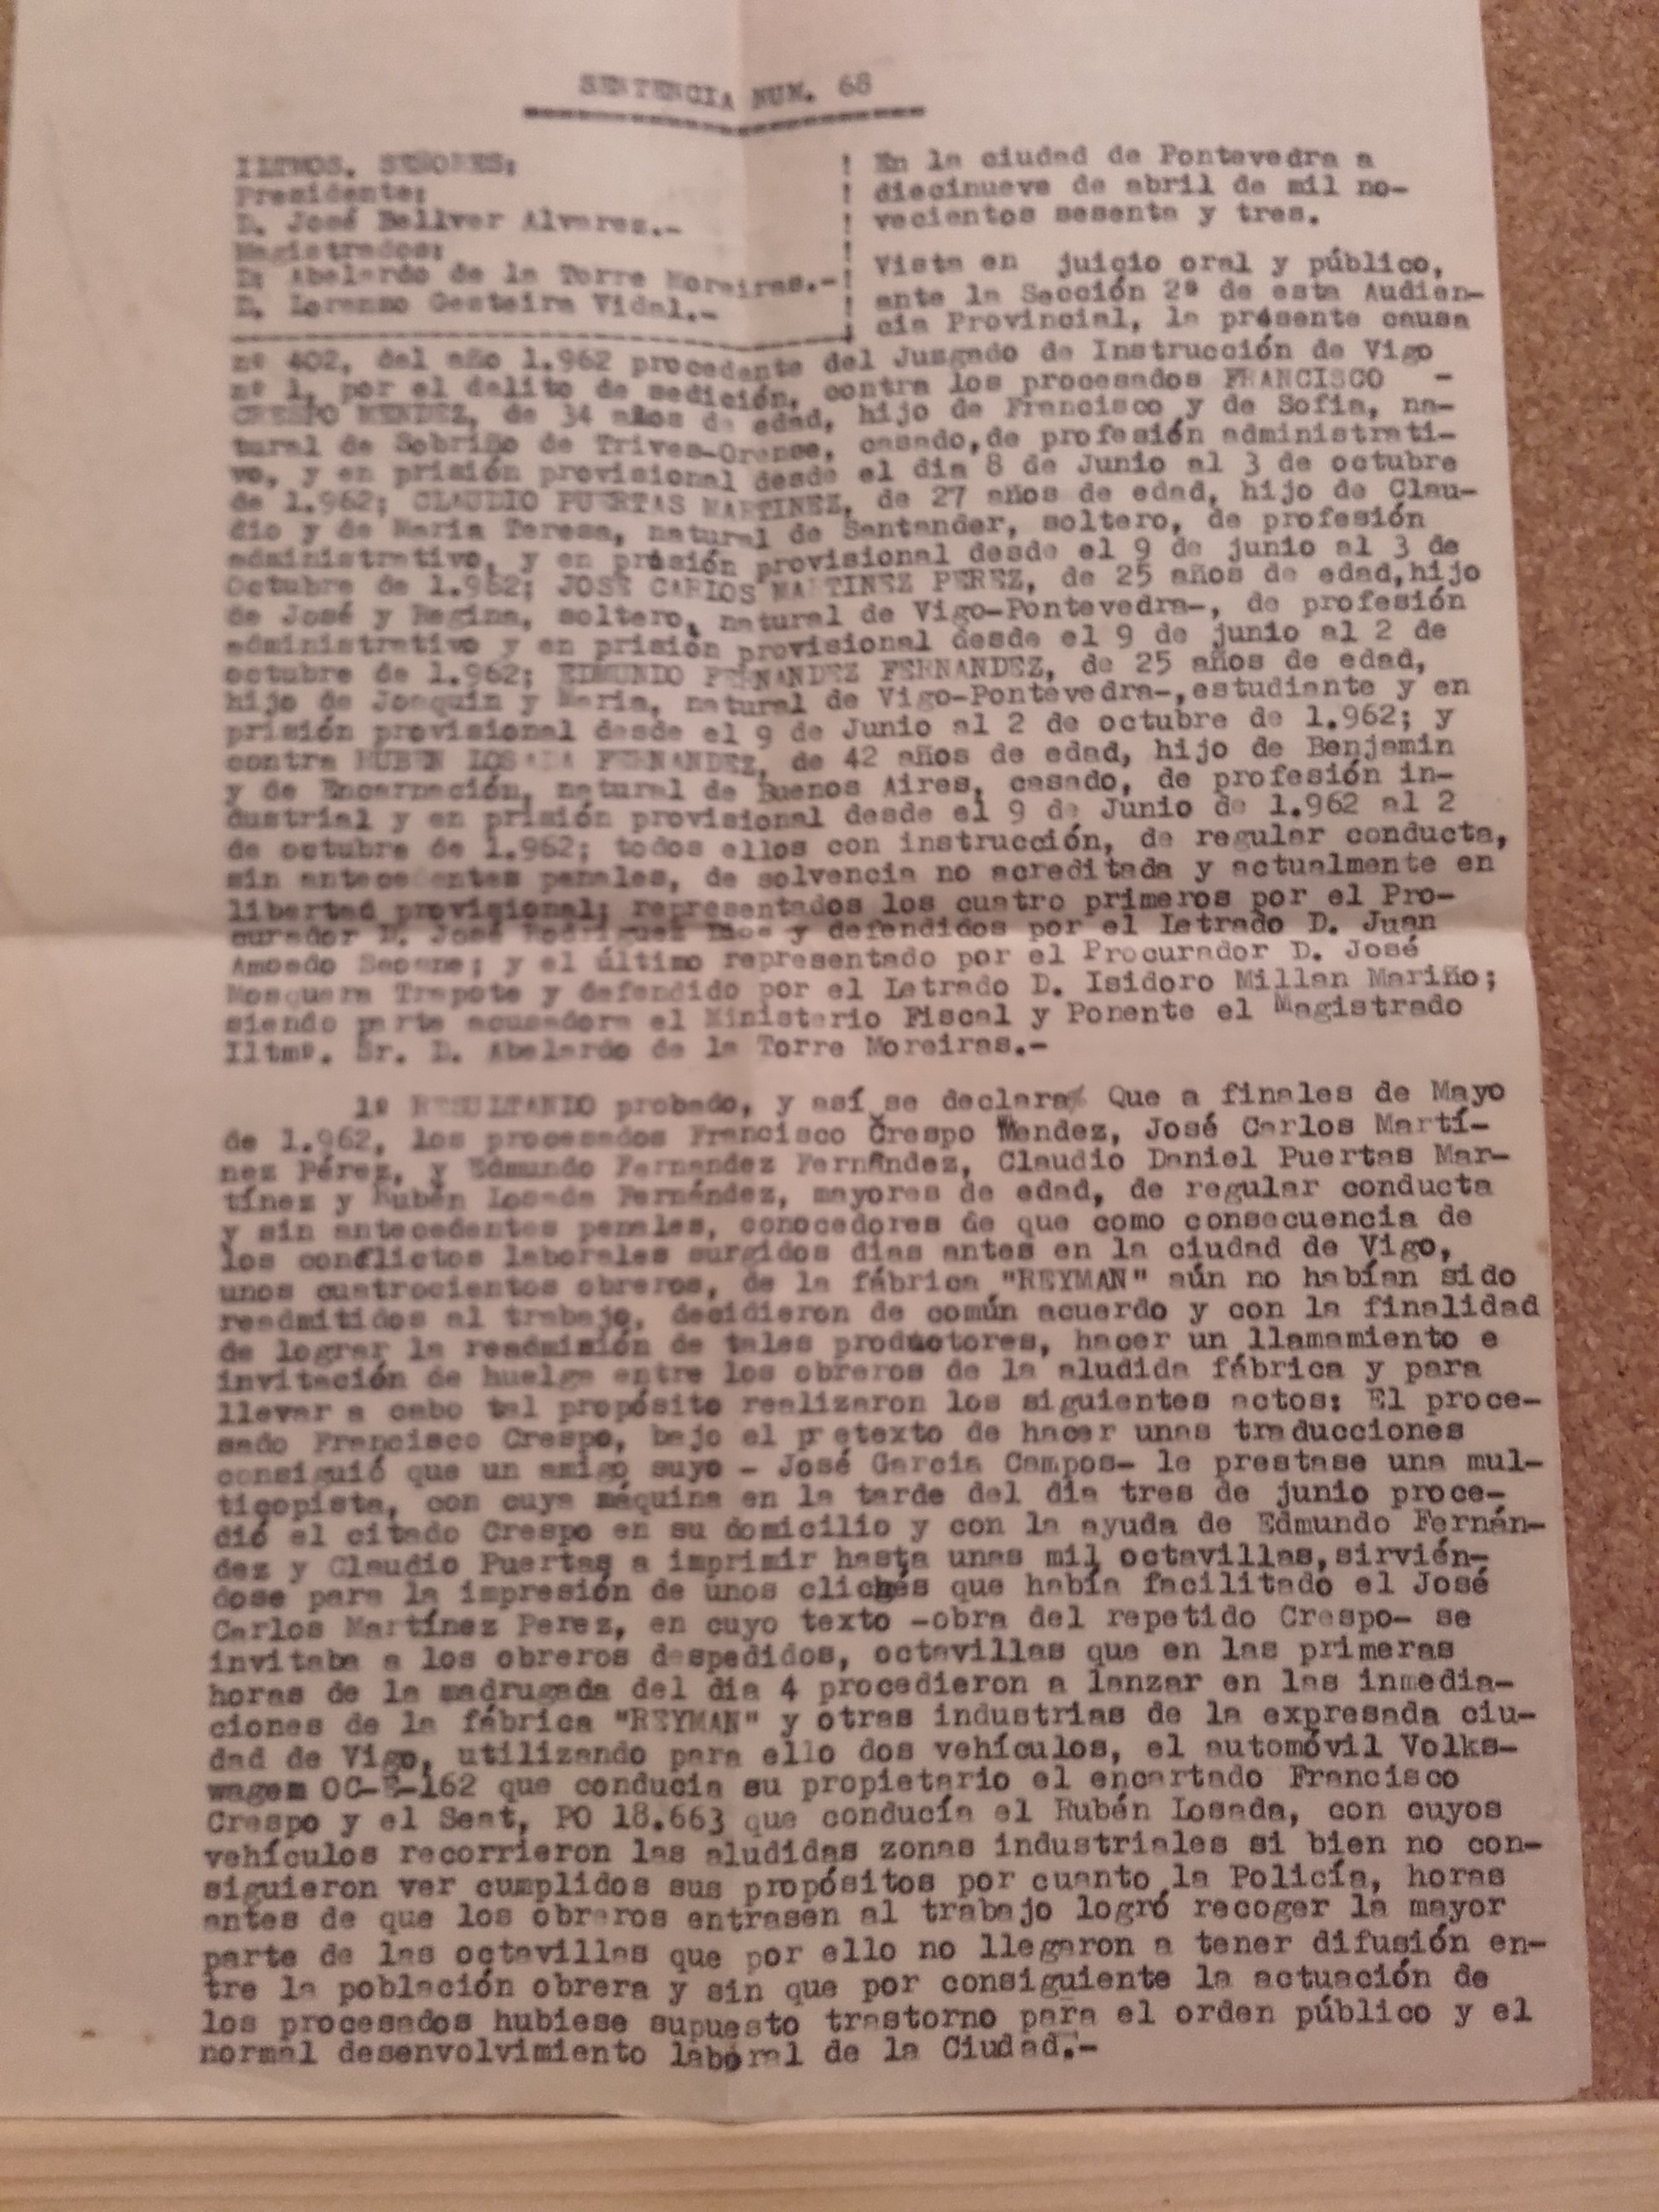 SENTENCIA NUM. 68
ILTMOS. SEÑORES:
Presidente:
D. José Bellver Alvarez.-
Magistrados:
D. Abelardo de la Torre Moreiras.-
D. Lorenzo Gesteira Vidal.-
En la ciudad de Pontevedra a
diecinueve de abril de mil no-
vecientos sesenta y tres.
Vista en juicio oral y público,
ante la Sección 2ª de esta Audien-
cia Provincial, la présente causa
nº 402, del año 1.962 procedente del Juzgado de Instrucción de Vigo
nº 1, por el delito de sedición, contra los procesados FRANCISCO -
CRESPO MENDEZ, de 34 años de edad, hijo de Francisco y de Sofia, na-
tural de Sobriño de Trives-Orense, casado,de profesión administrati-
vo, y en prisión provisional desde el dia 8 de Junio al 3 de octubre
de 1.962; CLAUDIO PUERTAS MARTINEZ, de 27 años de edad, hijo de Clau-
dio y de Maria Teresa, natural de Santander, soltero, de profesión
administrativo, y en prisión provisional desde el 9 de junio al 3 de
Octubre de 1.962; JOSE CARLOS MARTINEZ PEREZ, de 25 años de edad,hijo
de José y Regina, soltero, natural de Vigo-Pontevedra-, de profesión
administrativo y en prisión provisional desde el 9 de junio al 2 de
octubre de 1.962; EDMUNDO FERNANDEZ FERNANDEZ, de 25 años de edad,
hijo de Joaquin y Maria, natural de Vigo-Pontevedra-,estudiante y en
prisión provisional desde el 9 de Junio al 2 de octubre de 1.962; y
contra RUBEN LOSADA FERNANDEZ, de 42 años de edad, hijo de Benjamin
y de Encarnación, natural de Buenos Aires, casado, de profesión in-
dustrial y en prisión provisional desde el 9 de Junio de 1.962 al 2
de octubre de 1.962; todos ellos con instrucción, de regular conducta,
sin antecedentes penales, de solvencia no acreditada y actualmente en
libertad provisional; representados los cuatro primeros por el Pro-
curador D. José Rodriguez Dios y defendidos por el Letrado D. Juan
Amoedo Seoane; y el último representado por el Procurador D. José
Mosquera Trapote y defendido por el Letrado D. Isidoro Millan Mariño;
siendo parte acusadora el Ministerio Fiscal y Ponente el Magistrado
Iltmº. Sr. D. Abelardo de la Torre Moreiras.-
1º RESULTANDO probado, y así se declara Que a finales de Mayo
de 1.962, los procesados Francisco Crespo Mendez, José Carlos Martí-
nez Pérez, y Edmundo Fernandez Fernández, Claudio Daniel Puertas Mar-
tínez y Rubén Losada Fernández, mayores de edad, de regular conducta
y sin antecedentes penales, conocedores de que como consecuencia de
los conflictos laborales surgidos dias antes en la ciudad de Vigo,
unos cuatrocientos obreros, de la fábrica "REYMAN" aún no habían sido
readmitidos al trabajo, decidieron de común acuerdo y con la finalidad
de lograr la readmisión de tales productores, hacer un llamamiento e
invitación de huelga entre los obreros de la aludida fábrica y para
llevar a cabo tal propósito realizaron los siguientes actos: El proce-
sado Francisco Crespo, bajo el pretexto de hacer unas traducciones
consiguió que un amigo suyo - José Garcia Campos- le prestase una mul-
ticopista, con cuya máquina en la tarde del dia tres de junio proce-
dió el citado Crespo en su domicilio y con la ayuda de Edmundo Fernán-
dez y Claudio Puertas a imprimir hasta unas mil octavillas,sirvién-
dose para la impresión de unos clichés que había facilitado el José
Carlos Martínez Perez, en cuyo texto -obra del repetido Crespo- se
invitaba a los obreros despedidos, octavillas que en las primeras
horas de la madrugada del dia 4 procedieron a lanzar en las inmedia-
ciones de la fábrica "REYMAN" y otras industrias de la expresada ciu-
dad de Vigo, utilizando para ello dos vehículos, el automóvil Volks-
wagem OC-E-162 que conducia su propietario el encartado Francisco
Crespo y el Seat, PO 18.663 que conducía el Rubén Losada, con cuyos
vehículos recorrieron las aludidas zonas industriales si bien no con-
siguieron ver cumplidos sus propósitos por cuanto la Policía, horas
antes de que los obreros entrasen al trabajo logró recoger la mayor
parte de las octavillas que por ello no llegaron a tener difusión en-
tre la población obrera y sin que por consiguiente la actuación de
los procesados hubiese supuesto trastorno para el orden público y el
normal desenvolvimiento laboral de la Ciudad.-